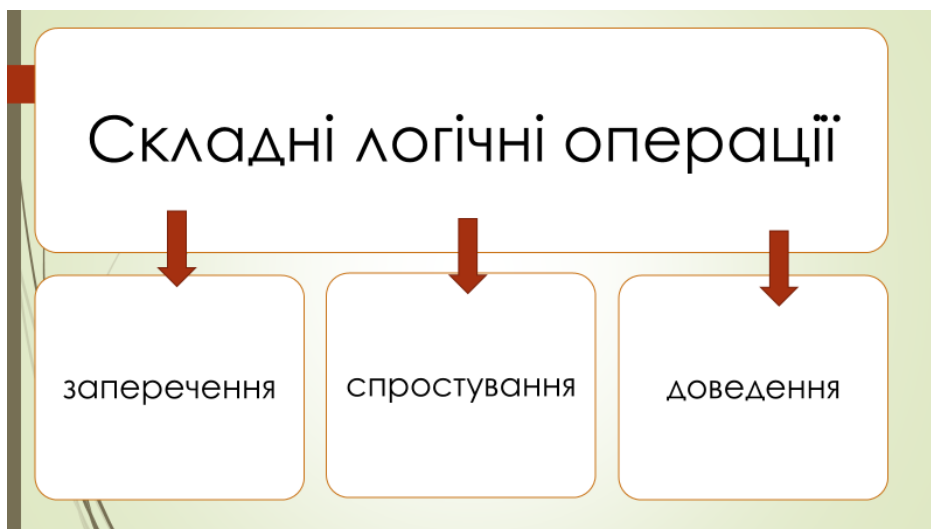 Складні логічні операції
заперечення
спростування
доведення